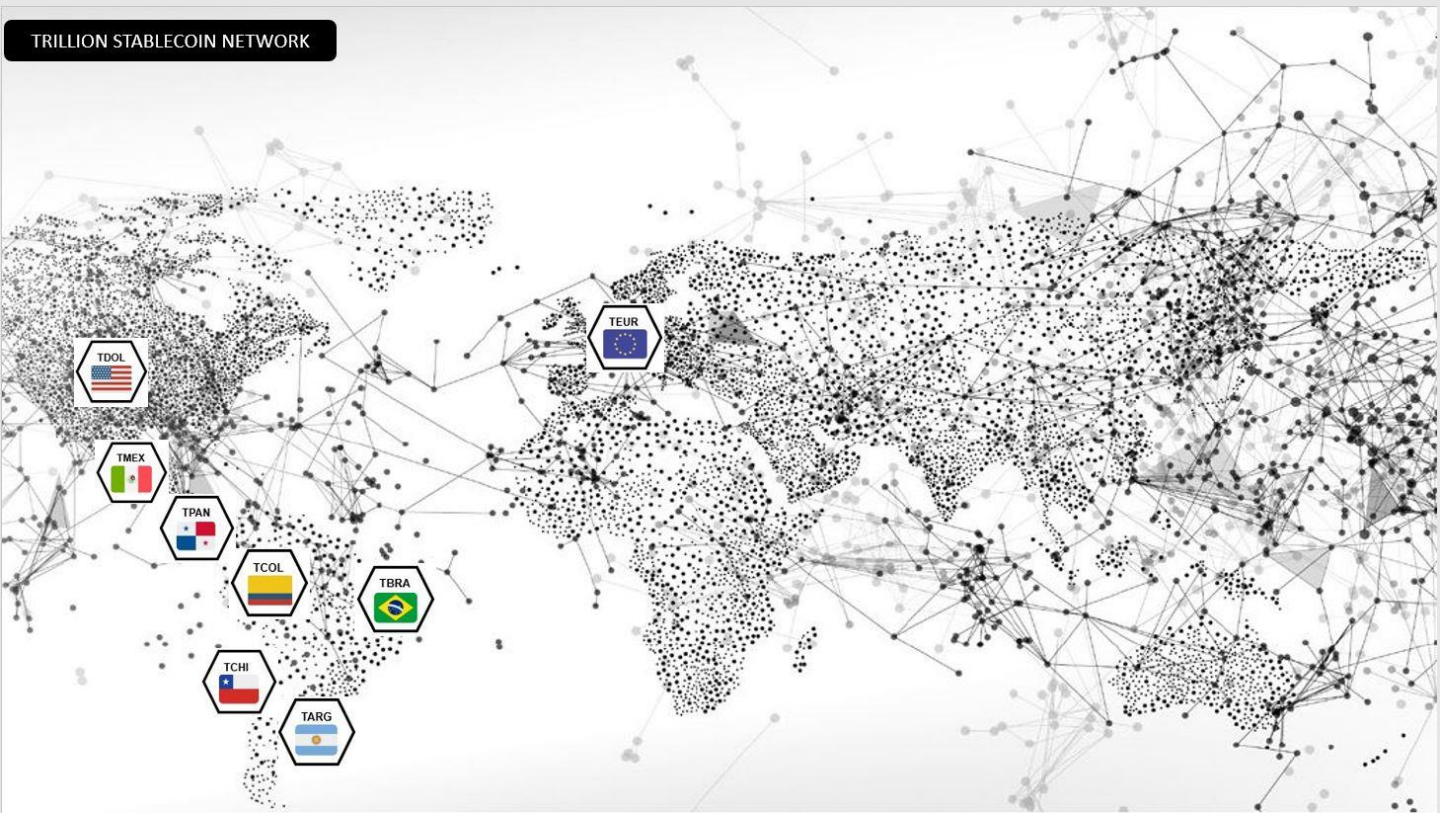 TRILLION STABLECOIN NETWORK
TEUR
TDOL
TMEX
TPAN
TCOL
TBRA
TCHI
TARG